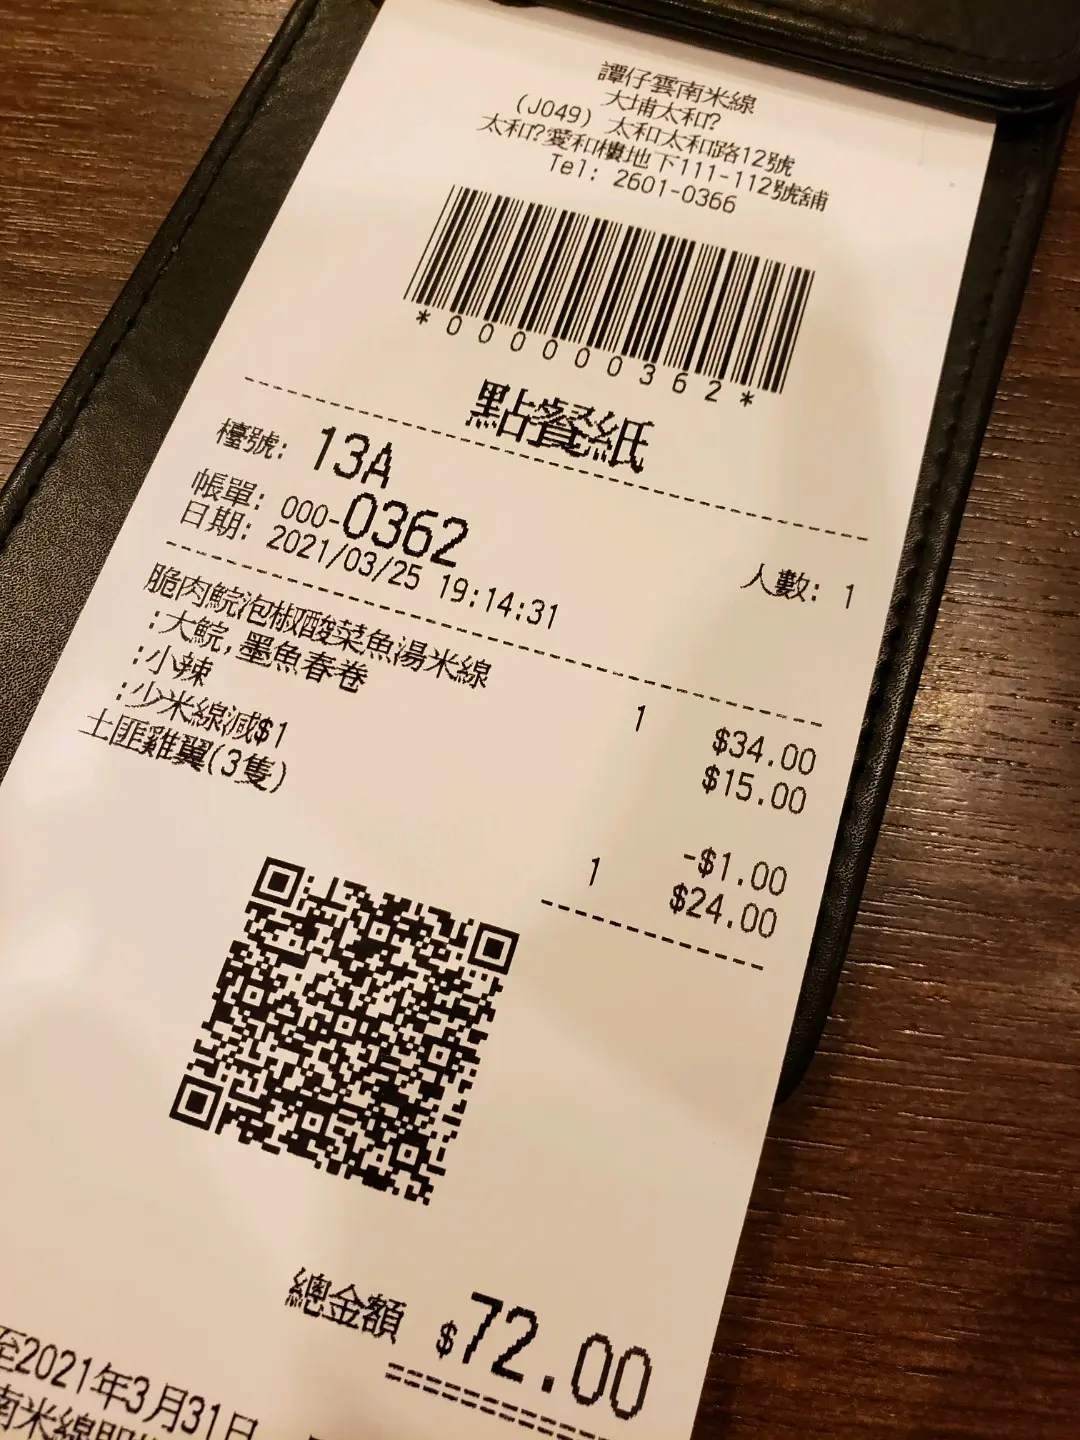 譚仔雲南米線
大埔太和?
(J049) 太和太和路12號
太和?愛和樓地下111-112號舖
Tel: 2601-0366
*000000362*
點餐紙
檯號: 13A
帳單: 000-0362 人數: 1
日期: 2021/03/25 19:14:31
脆肉鯇泡椒酸菜魚湯米線 1 $34.00
:大鯇,墨魚春卷 $15.00
:小辣
:少米線減$1 -$1.00
土匪雞翼(3隻) 1 $24.00
總金額 $72.00
至2021年3月31日
南米線